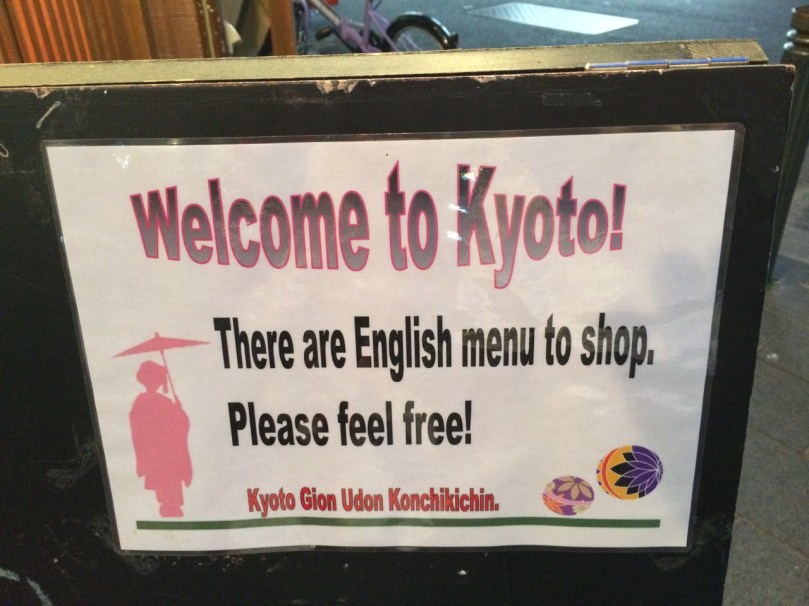 Welcome to Kyoto!
There are English menu to shop.
Please feel free!
Kyoto Gion Udon Konchikichin.